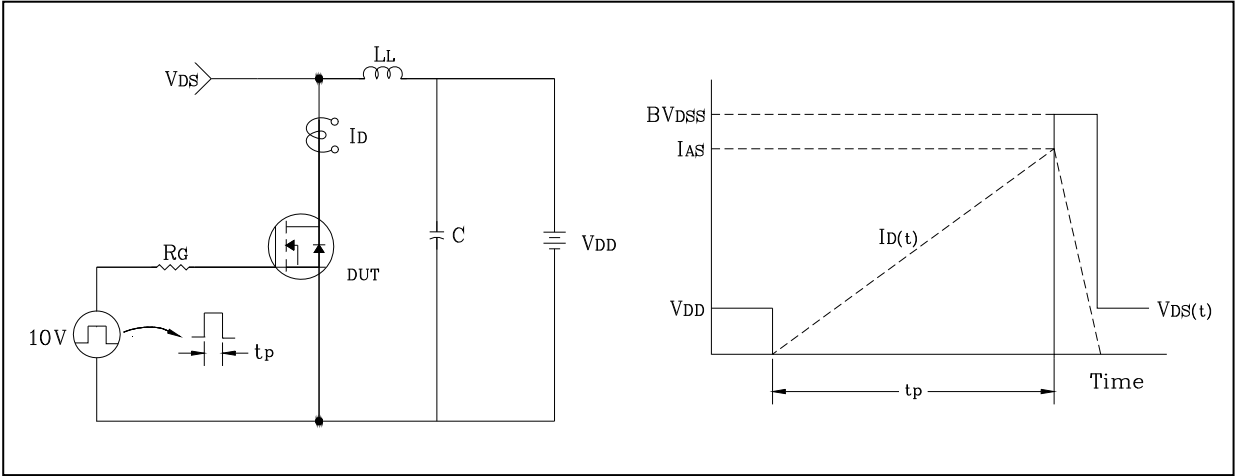 LL
VDS
ID
C
VDD
RG
DUT
10V
tp
BVDSS
IAS
ID(t)
VDD
VDS(t)
tp
Time